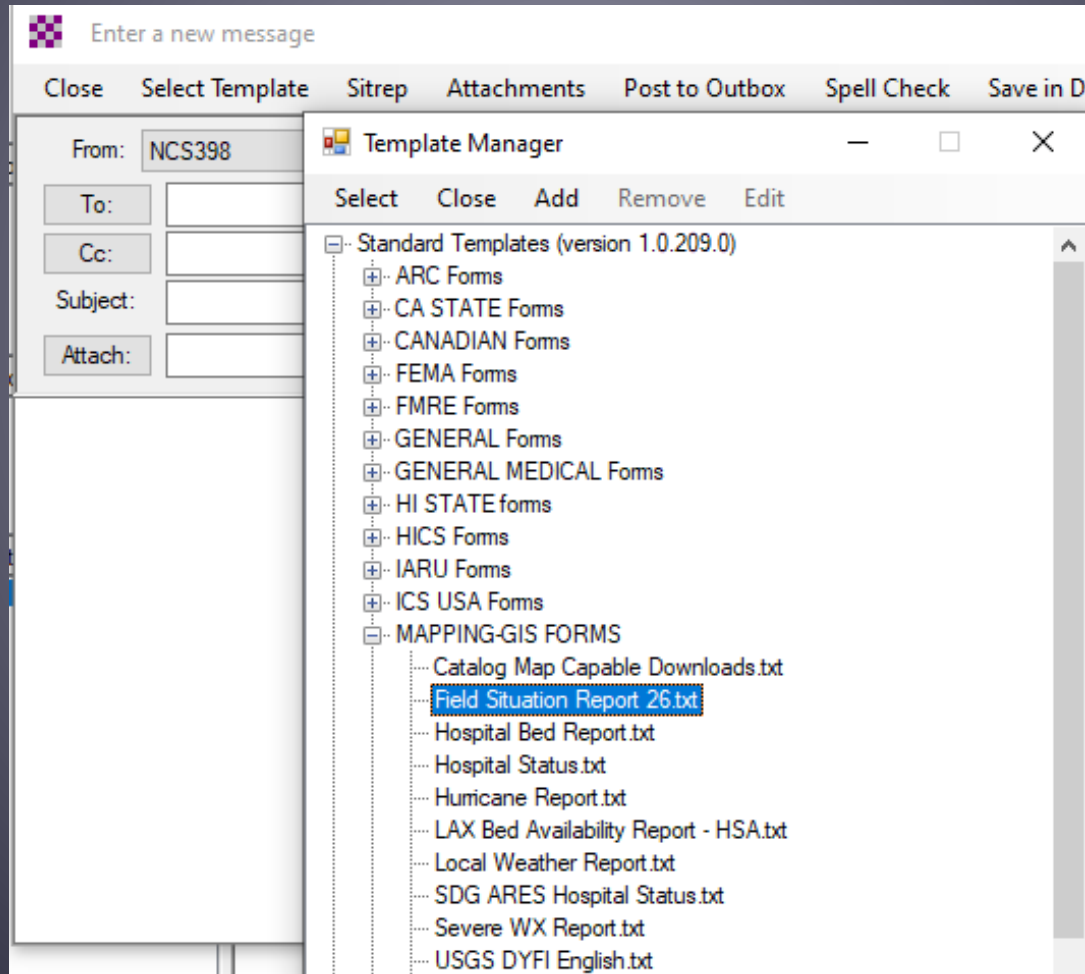 Enter a new message
Close Select Template Sitrep Attachments Post to Outbox Spell Check Save in D
From: NCS398
To:
Cc:
Subject:
Attach:
Template Manager
Select Close Add Remove Edit
Standard Templates (version 1.0.209.0)
ARC Forms
CA STATE Forms
CANADIAN Forms
FEMA Forms
FMRE Forms
GENERAL Forms
GENERAL MEDICAL Forms
HI STATE forms
HICS Forms
IARU Forms
ICS USA Forms
MAPPING-GIS FORMS
Catalog Map Capable Downloads.txt
Field Situation Report 26.txt
Hospital Bed Report.txt
Hospital Status.txt
Hurricane Report.txt
LAX Bed Availability Report - HSA.txt
Local Weather Report.txt
SDG ARES Hospital Status.txt
Severe WX Report.txt
USGS DYFI English.txt